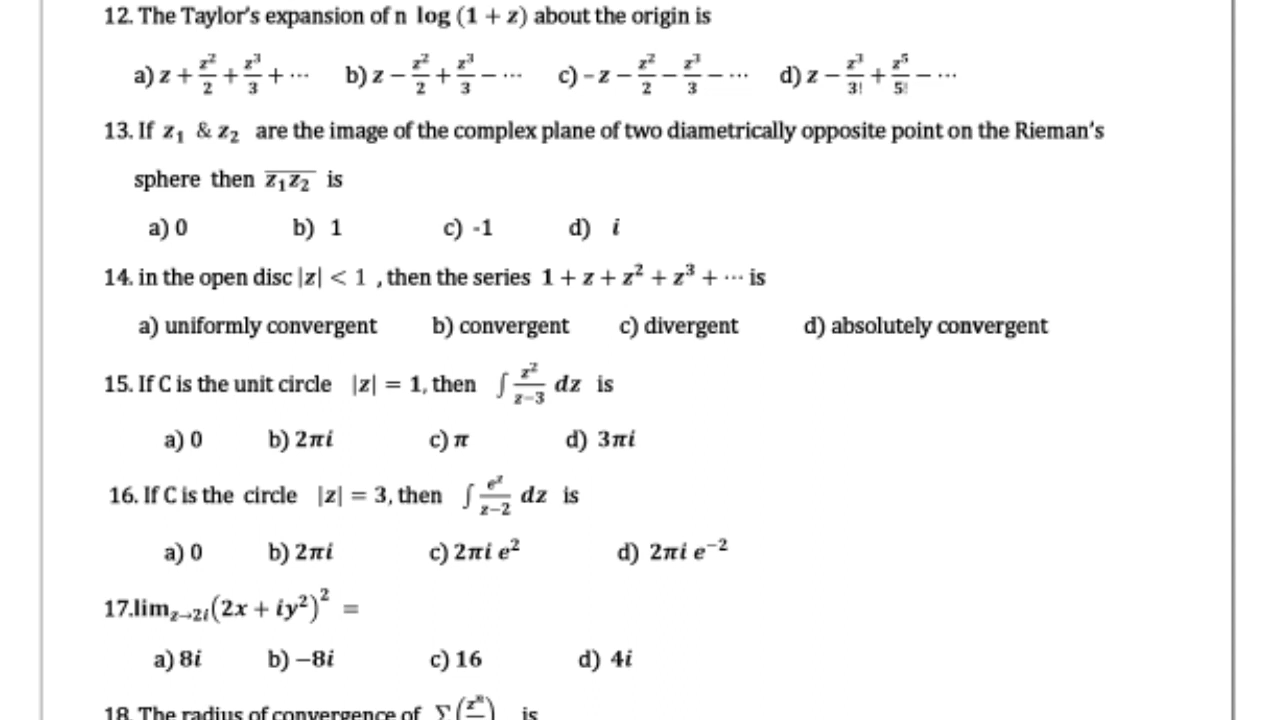 12. The Taylor's expansion of n log (1 + z) about the origin is
a) z + z²/2 + z³/3 + ⋯ b) z − z²/2 + z³/3 − ⋯ c) −z − z²/2 − z³/3 − ⋯ d) z − z³/3! + z⁵/5! − ⋯
13. If z₁ & z₂ are the image of the complex plane of two diametrically opposite point on the Rieman's
sphere then z̅₁̅z̅₂̅ is
a) 0 b) 1 c) -1 d) i
14. in the open disc |z| < 1 , then the series 1 + z + z² + z³ + ⋯ is
a) uniformly convergent b) convergent c) divergent d) absolutely convergent
15. If C is the unit circle |z| = 1, then ∫ z²/z−3 dz is
a) 0 b) 2πi c) π d) 3πi
16. If C is the circle |z| = 3, then ∫ eᶻ/z−2 dz is
a) 0 b) 2πi c) 2πi e² d) 2πi e⁻²
17.lim_z→2i(2x + iy²)² =
a) 8i b) −8i c) 16 d) 4i
18. The radius of convergence of Σ is